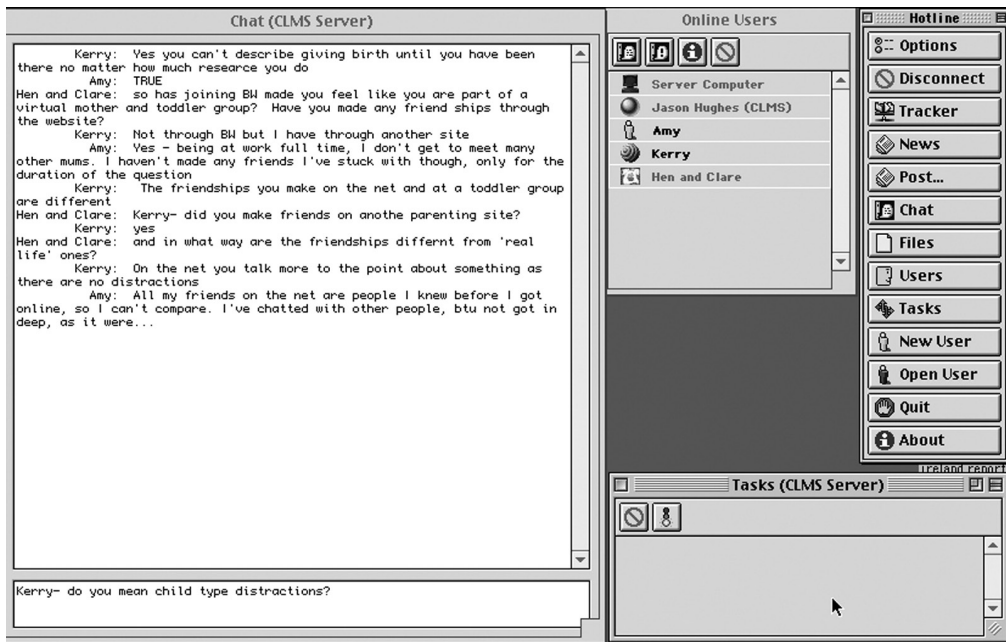 Chat (CLMS Server)
Kerry: Yes you can't describe giving birth until you have been
there no matter how much researce you do
Amy: TRUE
Hen and Clare: so has joining BW made you feel like you are part of a
virtual mother and toddler group? Have you made any friend ships through
the website?
Kerry: Not through BW but I have through another site
Amy: Yes - being at work full time, I don't get to meet many
other mums. I haven't made any friends I've stuck with though, only for the
duration of the question
Kerry: The friendships you make on the net and at a toddler group
are different
Hen and Clare: Kerry- did you make friends on anothe parenting site?
Kerry: yes
Hen and Clare: and in what way are the friendships differnt from 'real
life' ones?
Kerry: On the net you talk more to the point about something as
there are no distractions
Amy: All my friends on the net are people I knew before I got
online, so I can't compare. I've chatted with other people, btu not got in
deep, as it were...
Kerry- do you mean child type distractions?
Online Users
Server Computer
Jason Hughes (CLMS)
Amy
Kerry
Hen and Clare
Hotline
Options
Disconnect
Tracker
News
Post...
Chat
Files
Users
Tasks
New User
Open User
Quit
About
Ireland report
Tasks (CLMS Server)